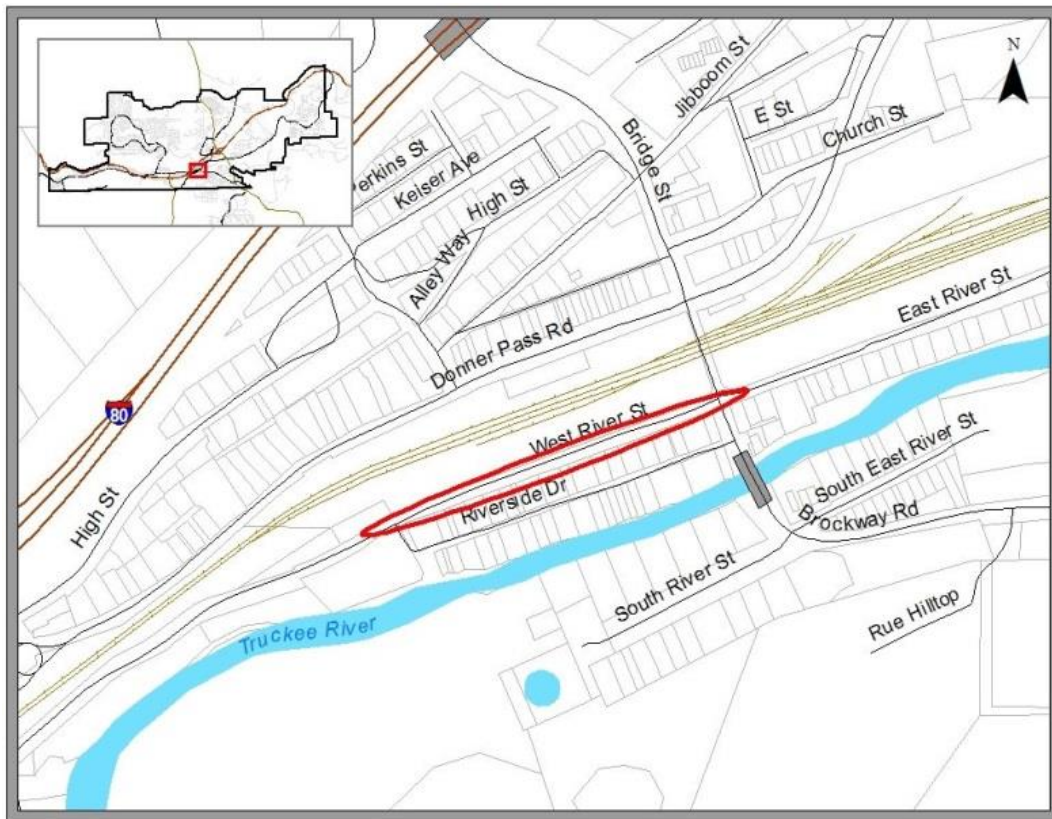 N
Jibboom St
E St
Church St
Bridge St
Perkins St
Keiser Ave
High St
Alley Way
Donner Pass Rd
East River St
80
West River St
Riverside Dr
South East River St
Brockway Rd
High St
South River St
Truckee River
Rue Hilltop